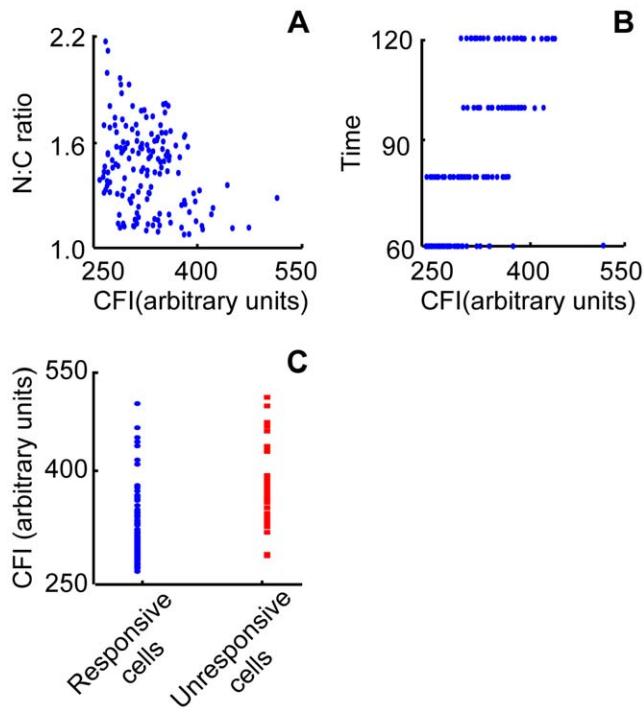 A
2.2
1.6
1.0
N:C ratio
250 400 550
CFI(arbitrary units)
B
120
90
60
Time
250 400 550
CFI(arbitrary units)
C
550
400
250
CFI (arbitrary units)
Responsive
cells
Unresponsive
cells